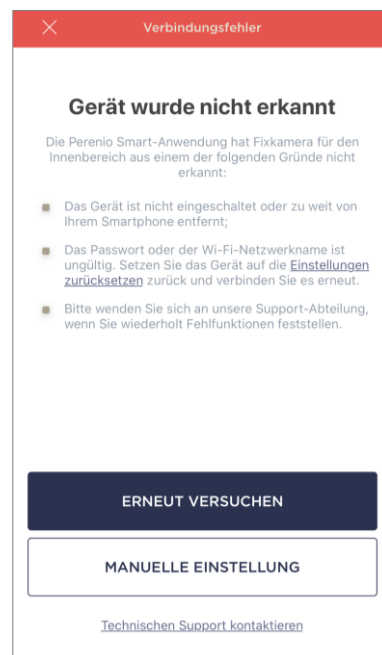 Verbindungsfehler
Gerät wurde nicht erkannt
Die Perenio Smart-Anwendung hat Fixkamera für den
Innenbereich aus einem der folgenden Gründe nicht
erkannt:
Das Gerät ist nicht eingeschaltet oder zu weit von
Ihrem Smartphone entfernt;
Das Passwort oder der Wi-Fi-Netzwerkname ist
ungültig. Setzen Sie das Gerät auf die Einstellungen
zurücksetzen zurück und verbinden Sie es erneut.
Bitte wenden Sie sich an unsere Support-Abteilung,
wenn Sie wiederholt Fehlfunktionen feststellen.
ERNEUT VERSUCHEN
MANUELLE EINSTELLUNG
Technischen Support kontaktieren